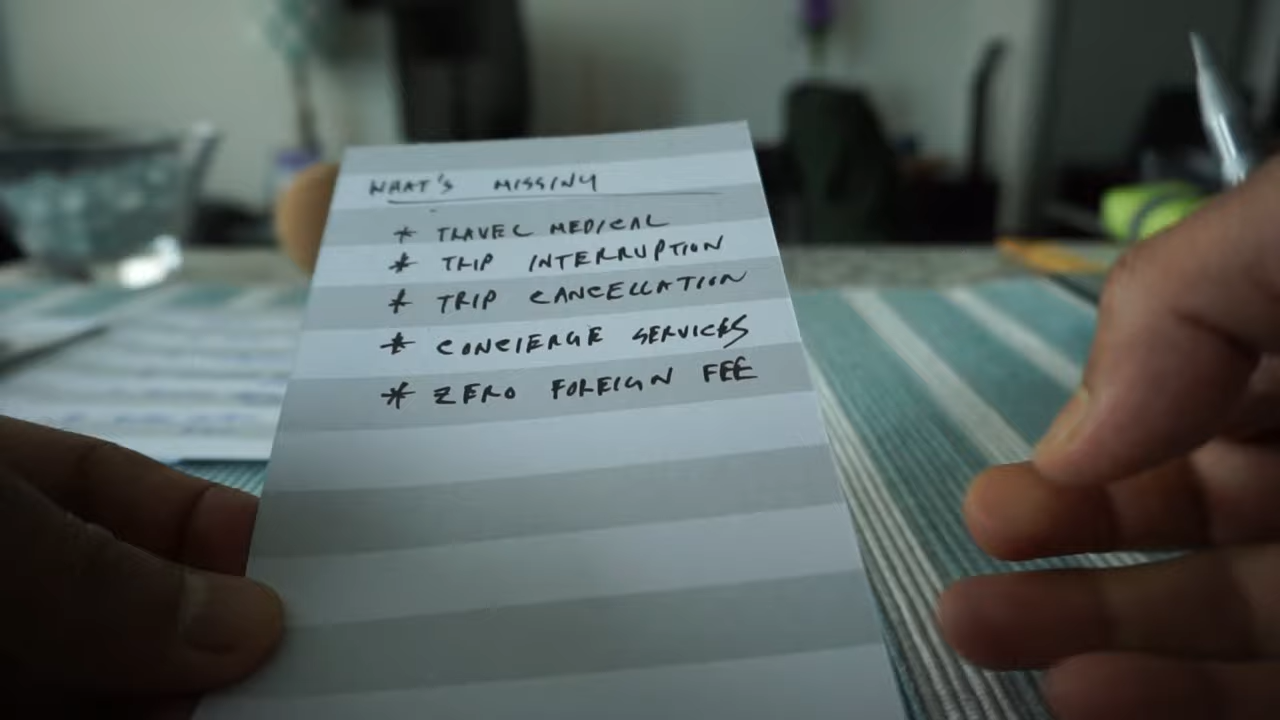 WHAT'S MISSING
* TRAVEL MEDICAL
* TRIP INTERRUPTION
* TRIP CANCELLATION
* CONCIERGE SERVICES
* ZERO FOREIGN FEE